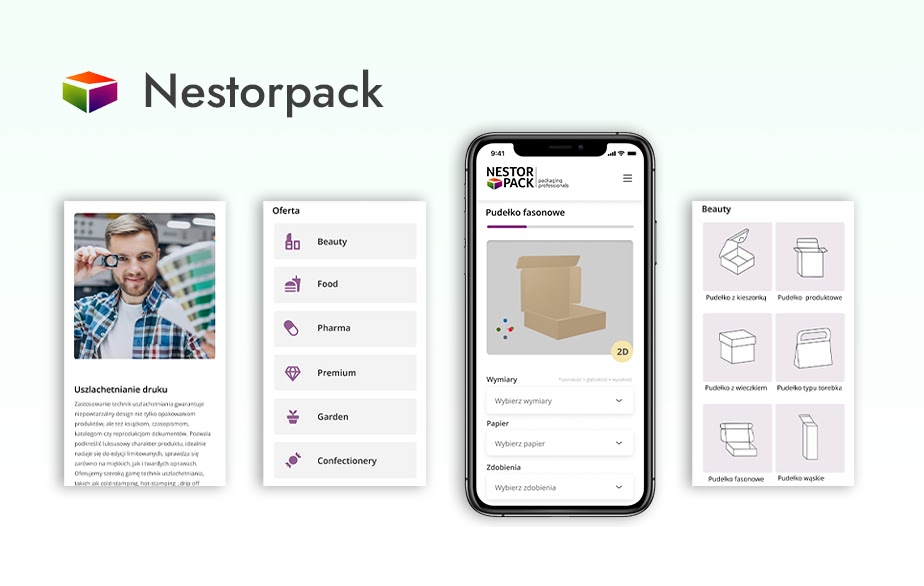 Nestorpack
Uszlachetnianie druku
Zastosowanie technik uszlachetniania gwarantuje
niepowtarzalny design nie tylko opakowaniom
produktów, ale też książkom, czasopismom,
katalogom czy reprodukcjom dokumentów. Pozwala
podkreślić luksusowy charakter produktu, idealnie
nadaje się do edycji limitowanych, sprawdza się
zarówno na miękkich, jak i twardych oprawach.
Oferujemy szeroką gamę technik uszlachetniania,
takich jak cold-stamping, hot-stamping , drip off
Oferta
Beauty
Food
Pharma
Premium
Garden
Confectionery
9:41
NESTOR
PACK
packaging
professionals
Pudełko fasonowe
2D
Wymiary
*szerokość × głębokość × wysokość
Wybierz wymiary
Papier
Wybierz papier
Zdobienia
Wybierz zdobienia
Beauty
Pudełko z kieszonką
Pudełko produktowe
Pudełko z wieczkiem
Pudełko typu torebka
Pudełko fasonowe
Pudełko wąskie